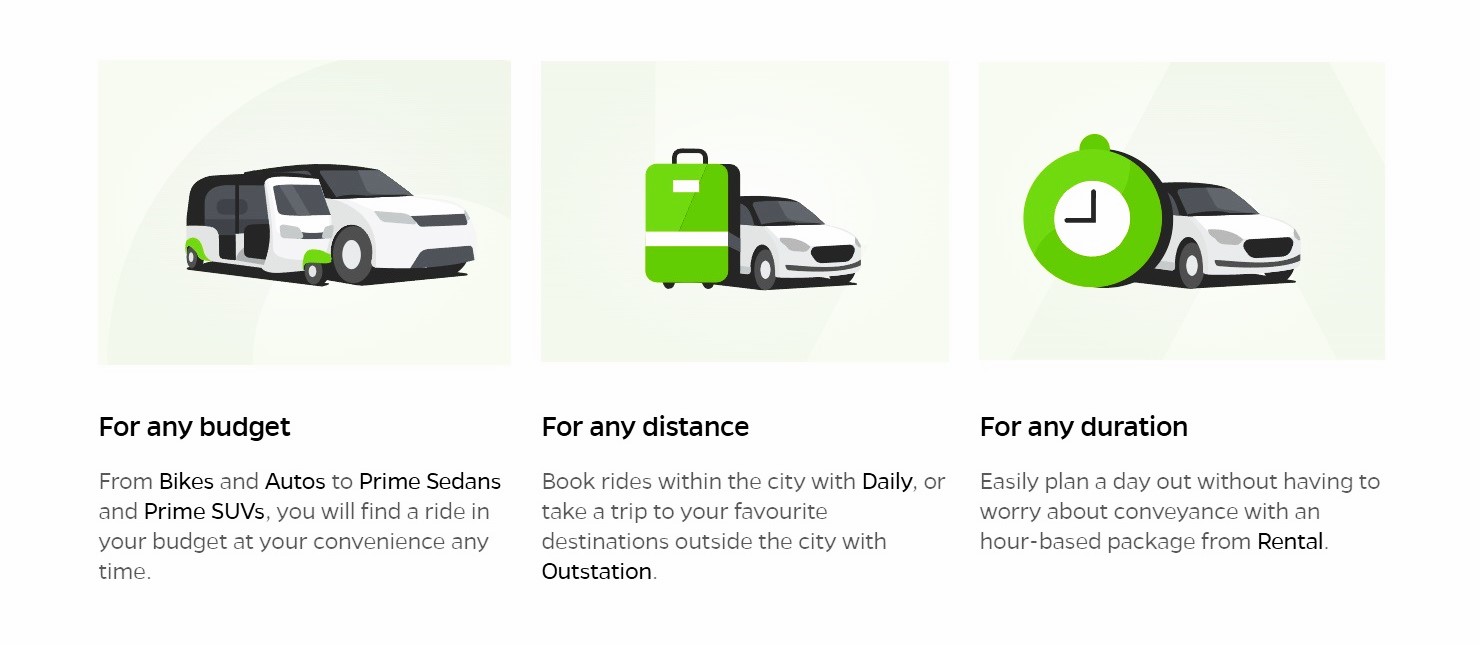 For any budget
From Bikes and Autos to Prime Sedans
and Prime SUVs, you will find a ride in
your budget at your convenience any
time.
For any distance
Book rides within the city with Daily, or
take a trip to your favourite
destinations outside the city with
Outstation.
For any duration
Easily plan a day out without having to
worry about conveyance with an
hour-based package from Rental.